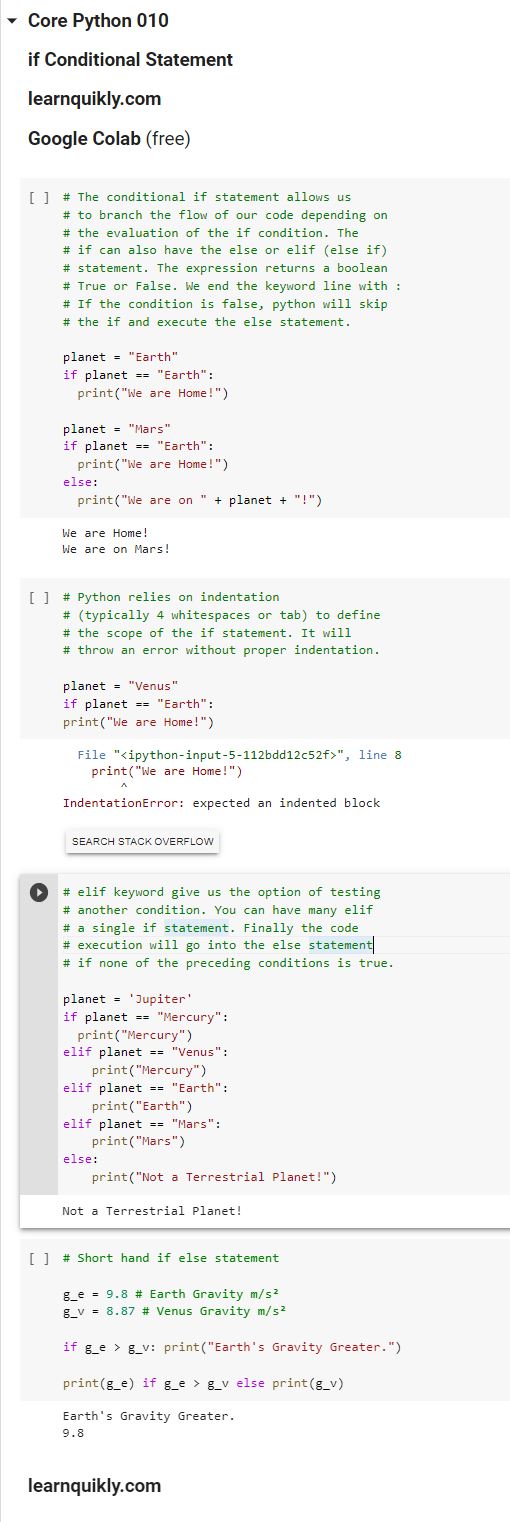 Core Python 010
if Conditional Statement
learnquikly.com
Google Colab (free)
[ ] # The conditional if statement allows us
# to branch the flow of our code depending on
# the evaluation of the if condition. The
# if can also have the else or elif (else if)
# statement. The expression returns a boolean
# True or False. We end the keyword line with :
# If the condition is false, python will skip
# the if and execute the else statement.
planet = "Earth"
if planet == "Earth":
  print("We are Home!")
planet = "Mars"
if planet == "Earth":
  print("We are Home!")
else:
  print("We are on " + planet + "!")
We are Home!
We are on Mars!
[ ] # Python relies on indentation
# (typically 4 whitespaces or tab) to define
# the scope of the if statement. It will
# throw an error without proper indentation.
planet = "Venus"
if planet == "Earth":
print("We are Home!")
  File "<ipython-input-5-112bdd12c52f>", line 8
    print("We are Home!")
        ^
IndentationError: expected an indented block
SEARCH STACK OVERFLOW
# elif keyword give us the option of testing
# another condition. You can have many elif
# a single if statement. Finally the code
# execution will go into the else statement
# if none of the preceding conditions is true.
planet = 'Jupiter'
if planet == "Mercury":
  print("Mercury")
elif planet == "Venus":
    print("Mercury")
elif planet == "Earth":
    print("Earth")
elif planet == "Mars":
    print("Mars")
else:
    print("Not a Terrestrial Planet!")
Not a Terrestrial Planet!
[ ] # Short hand if else statement
g_e = 9.8 # Earth Gravity m/s²
g_v = 8.87 # Venus Gravity m/s²
if g_e > g_v: print("Earth's Gravity Greater.")
print(g_e) if g_e > g_v else print(g_v)
Earth's Gravity Greater.
9.8
learnquikly.com